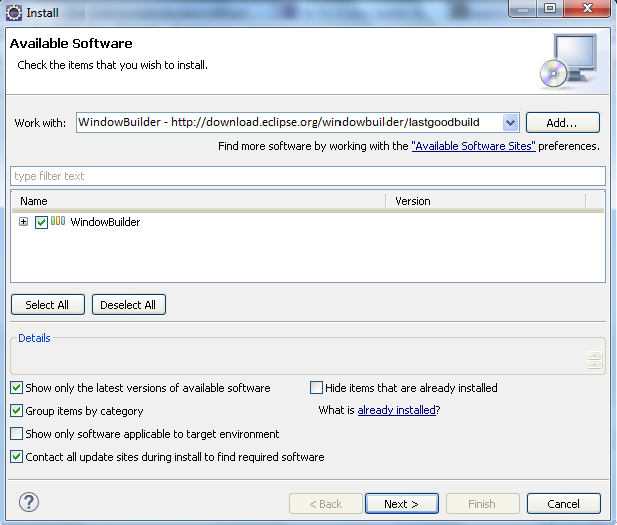 Install
Available Software
Check the items that you wish to install.
Work with: WindowBuilder - http://download.eclipse.org/windowbuilder/lastgoodbuild Add...
Find more software by working with the "Available Software Sites" preferences.
type filter text
Name Version
WindowBuilder
Select All Deselect All
Details
Show only the latest versions of available software Hide items that are already installed
Group items by category What is already installed?
Show only software applicable to target environment
Contact all update sites during install to find required software
< Back Next > Finish Cancel